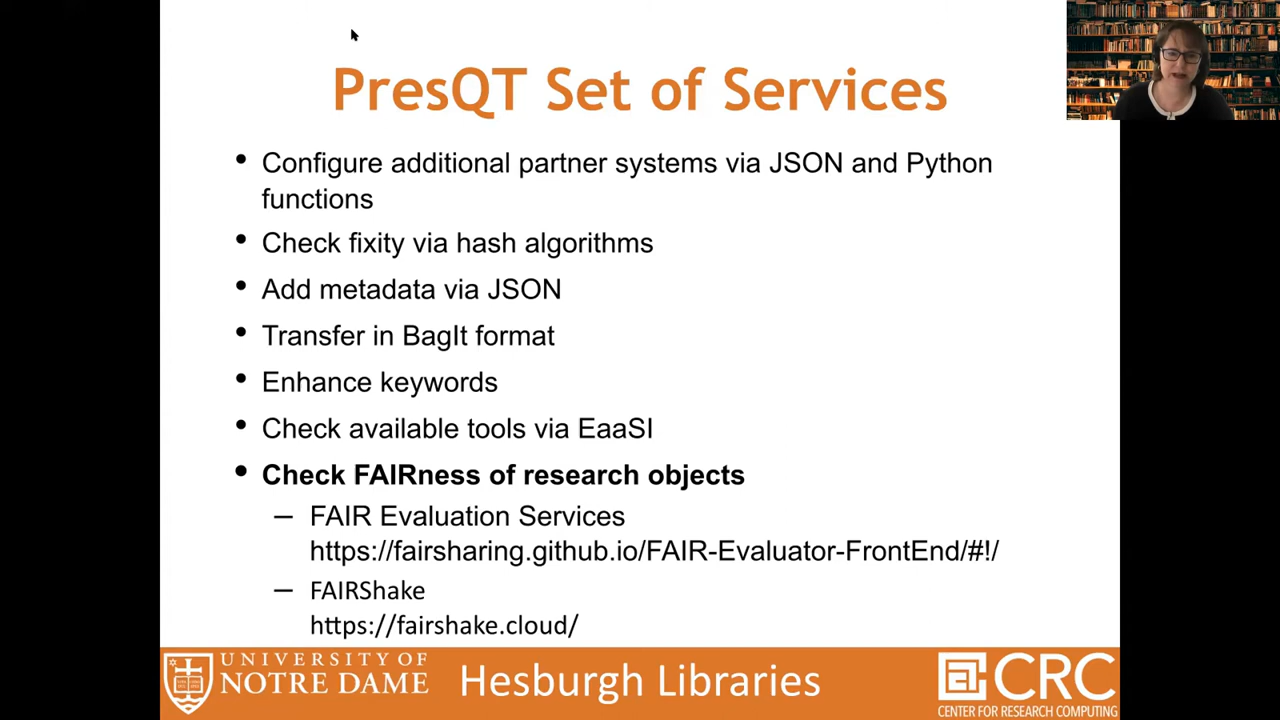 PresQT Set of Services
• Configure additional partner systems via JSON and Python
functions
• Check fixity via hash algorithms
• Add metadata via JSON
• Transfer in BagIt format
• Enhance keywords
• Check available tools via EaaSI
• Check FAIRness of research objects
– FAIR Evaluation Services
https://fairsharing.github.io/FAIR-Evaluator-FrontEnd/#!/
– FAIRShake
https://fairshake.cloud/
UNIVERSITY OF
NOTRE DAME
Hesburgh Libraries
CRC
CENTER FOR RESEARCH COMPUTING